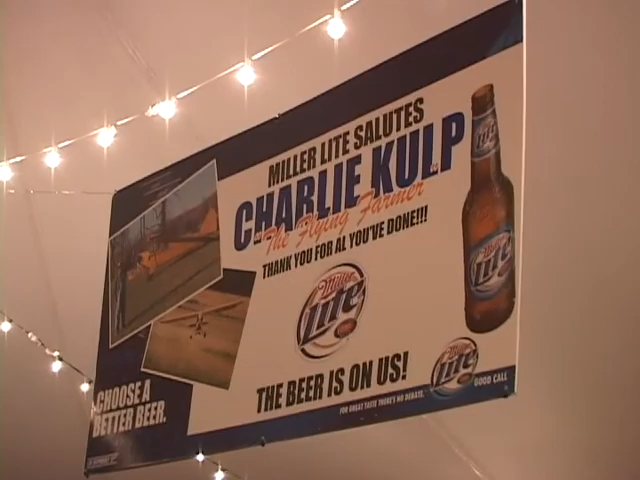 MILLER LITE SALUTES
CHARLIE KULP
"The Flying Farmer"
THANK YOU FOR AL YOU'VE DONE!!!
Miller
Lite
THE BEER IS ON US!
CHOOSE A
BETTER BEER.
Lite
Miller
Lite
FOR GREAT TASTE THERE'S NO DEBATE.
GOOD CALL